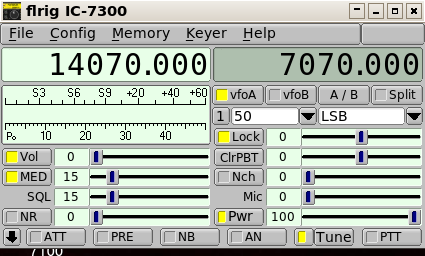 flrig IC-7300
File Config Memory Keyer Help
14070.000 7070.000
S3 S6 S9 +20 +40 +60
Po 10 20 30 40
vfoA vfoB A / B Split
1 50 LSB
Lock 0
Vol 0 ClrPBT 0
MED 15 Nch 0
SQL 15 Mic 0
NR 0 Pwr 100
ATT PRE NB AN Tune PTT
7100